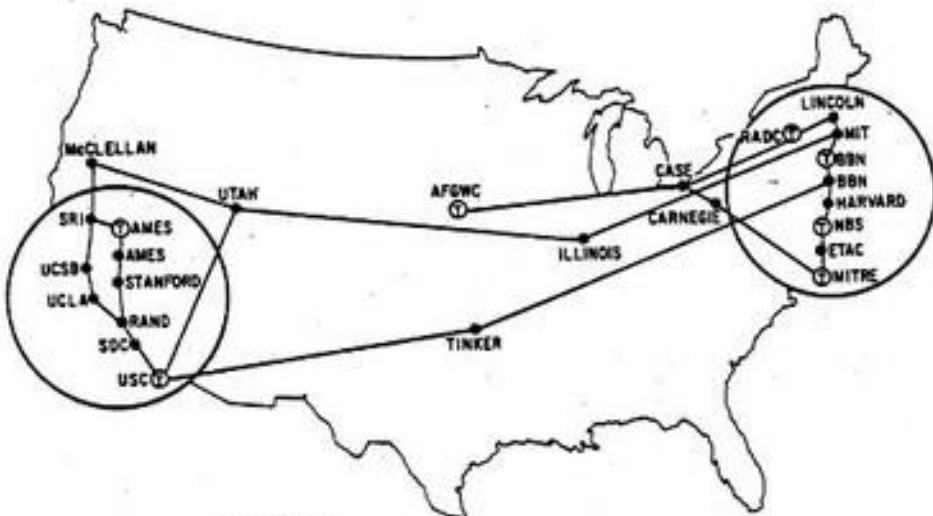 LINCOLN
RADC T
MIT
McCLELLAN
T BBN
CASE
BBN
UTAH
AFGWC
T
HARVARD
SRI
T AMES
CARNEGIE
T NBS
AMES
ILLINOIS
ETAC
UCSB
STANFORD
T MITRE
UCLA
RAND
SDC
TINKER
USC T